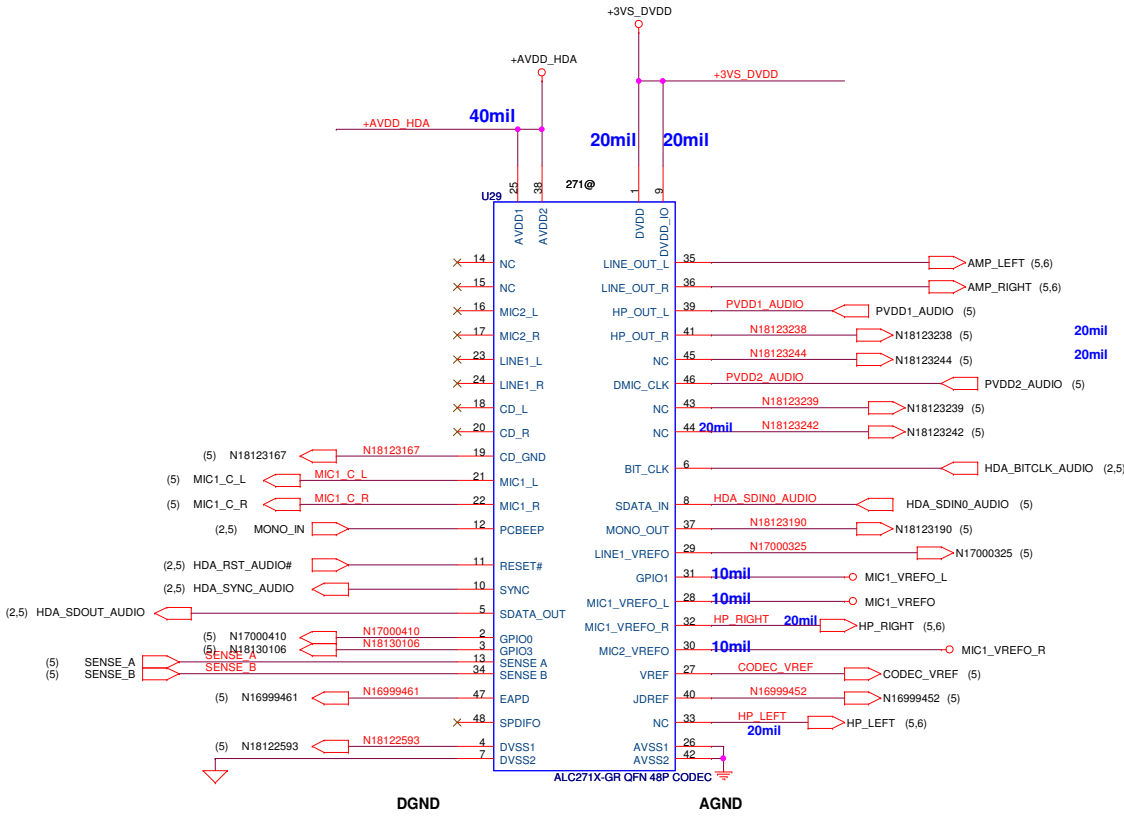 +3VS_DVDD
+AVDD_HDA
+3VS_DVDD
+AVDD_HDA
40mil
20mil
20mil
271@
U29
25
38
1
9
AVDD1
AVDD2
DVDD
DVDD_IO
14 NC
15 NC
16 MIC2_L
17 MIC2_R
23 LINE1_L
24 LINE1_R
18 CD_L
20 CD_R
(5) N18123167 N18123167 19 CD_GND
(5) MIC1_C_L MIC1_C_L 21 MIC1_L
(5) MIC1_C_R MIC1_C_R 22 MIC1_R
(2,5) MONO_IN 12 PCBEEP
(2,5) HDA_RST_AUDIO# 11 RESET#
(2,5) HDA_SYNC_AUDIO 10 SYNC
(2,5) HDA_SDOUT_AUDIO 5 SDATA_OUT
(5) N17000410 N17000410 2 GPIO0
(5) N18130106 N18130106 3 GPIO3
(5) SENSE_A SENSE_A 13 SENSE A
(5) SENSE_B SENSE_B 34 SENSE B
(5) N16999461 N16999461 47 EAPD
48 SPDIFO
(5) N18122593 N18122593 4 DVSS1
7 DVSS2
LINE_OUT_L 35 AMP_LEFT (5,6)
LINE_OUT_R 36 AMP_RIGHT (5,6)
HP_OUT_L 39 PVDD1_AUDIO PVDD1_AUDIO (5)
HP_OUT_R 41 N18123238 N18123238 (5) 20mil
NC 45 N18123244 N18123244 (5) 20mil
DMIC_CLK 46 PVDD2_AUDIO PVDD2_AUDIO (5)
NC 43 N18123239 N18123239 (5)
NC 44 20mil N18123242 N18123242 (5)
BIT_CLK 6 HDA_BITCLK_AUDIO (2,5)
SDATA_IN 8 HDA_SDIN0_AUDIO HDA_SDIN0_AUDIO (5)
MONO_OUT 37 N18123190 N18123190 (5)
LINE1_VREFO 29 N17000325 N17000325 (5)
GPIO1 31 10mil MIC1_VREFO_L
MIC1_VREFO_L 28 10mil MIC1_VREFO
MIC1_VREFO_R 32 HP_RIGHT 20mil HP_RIGHT (5,6)
MIC2_VREFO 30 10mil MIC1_VREFO_R
VREF 27 CODEC_VREF CODEC_VREF (5)
JDREF 40 N16999452 N16999452 (5)
NC 33 HP_LEFT HP_LEFT (5,6)
20mil
AVSS1 26
AVSS2 42
ALC271X-GR QFN 48P CODEC
DGND
AGND